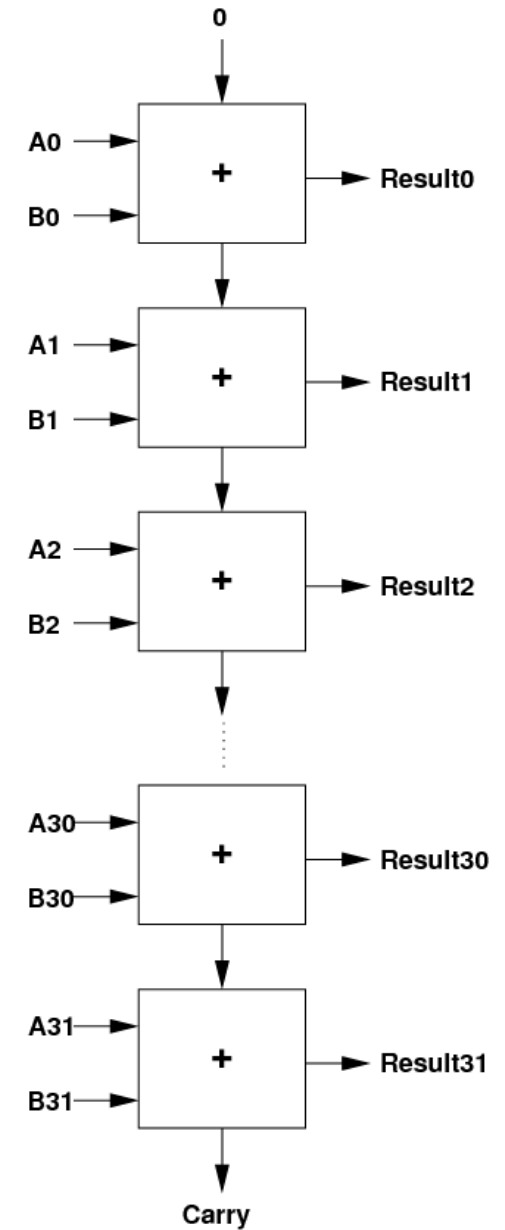 0
A0
+
Result0
B0
A1
+
Result1
B1
A2
+
Result2
B2
A30
+
Result30
B30
A31
+
Result31
B31
Carry